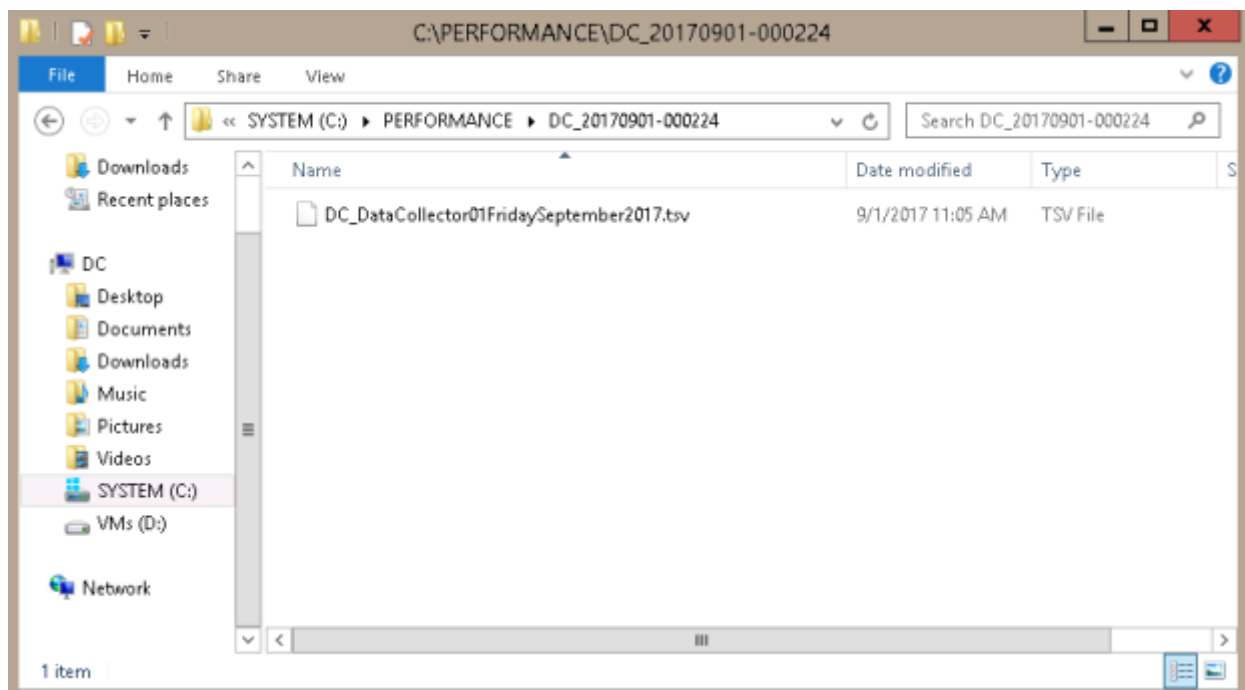 C:\PERFORMANCE\DC_20170901-000224
File Home Share View
« SYSTEM (C:) PERFORMANCE DC_20170901-000224 Search DC_20170901-000224
Downloads
Recent places
DC
Desktop
Documents
Downloads
Music
Pictures
Videos
SYSTEM (C:)
VMs (D:)
Network
Name Date modified Type S
DC_DataCollector01FridaySeptember2017.tsv 9/1/2017 11:05 AM TSV File
1 item